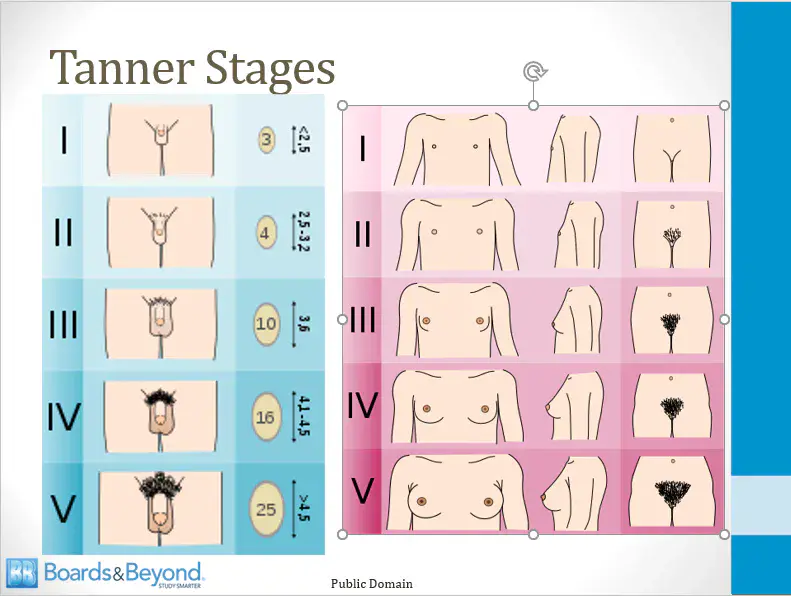 Tanner Stages
I
3
<2,5
II
4
2,5-3,2
III
10
3,6
IV
16
4,1-4,5
V
25
>4,5
I
II
III
IV
V
BB Boards&Beyond.
STUDY SMARTER
Public Domain